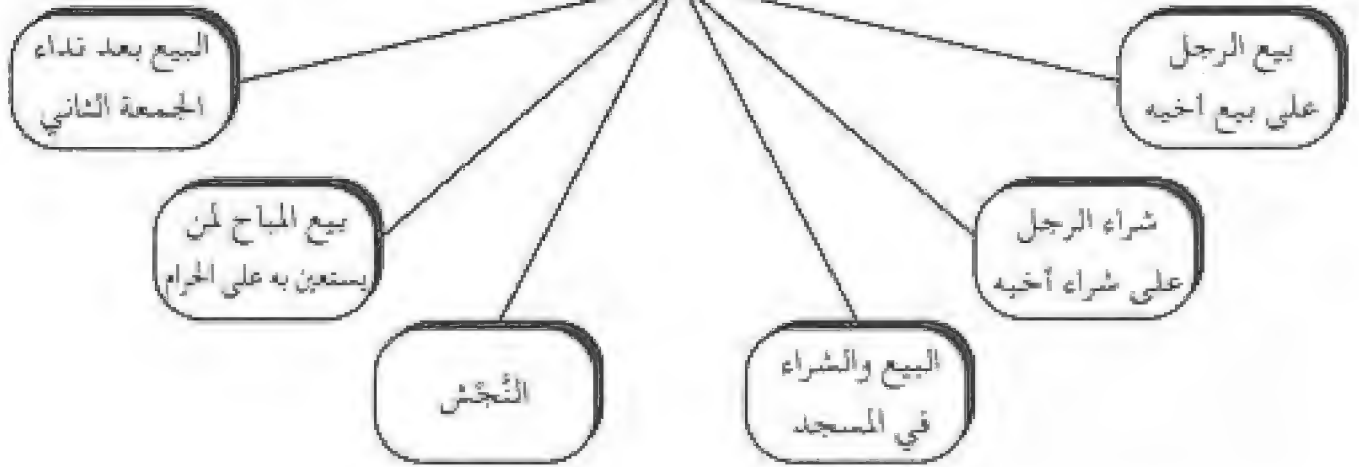 بيع الرجل
على بيع أخيه
شراء الرجل
على شراء أخيه
البيع والشراء
في المسجد
النَّجْش
بيع المباح لمن
يستعين به على الحرام
البيع بعد نداء
الجمعة الثاني